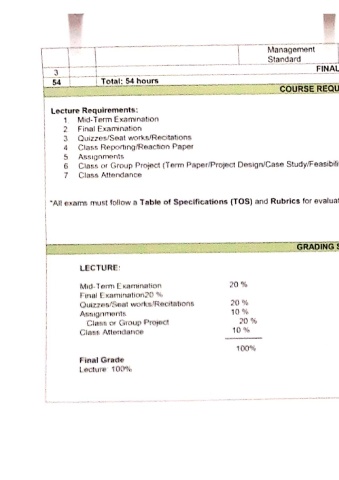 Management
Standard
3 FINAL
54 Total: 54 hours
COURSE REQU
Lecture Requirements:
1 Mid-Term Examination
2 Final Examination
3 Quizzes/Seat works/Recitations
4 Class Reporting/Reaction Paper
5 Assignments
6 Class or Group Project (Term Paper/Project Design/Case Study/Feasibili
7 Class Attendance
*All exams must follow a Table of Specifications (TOS) and Rubrics for evaluat
GRADING S
LECTURE:
Mid-Term Examination 20 %
Final Examination20 %
Quizzes/Seat works/Recitations 20 %
Assignments 10 %
Class or Group Project 20 %
Class Attendance 10 %
100%
Final Grade
Lecture 100%